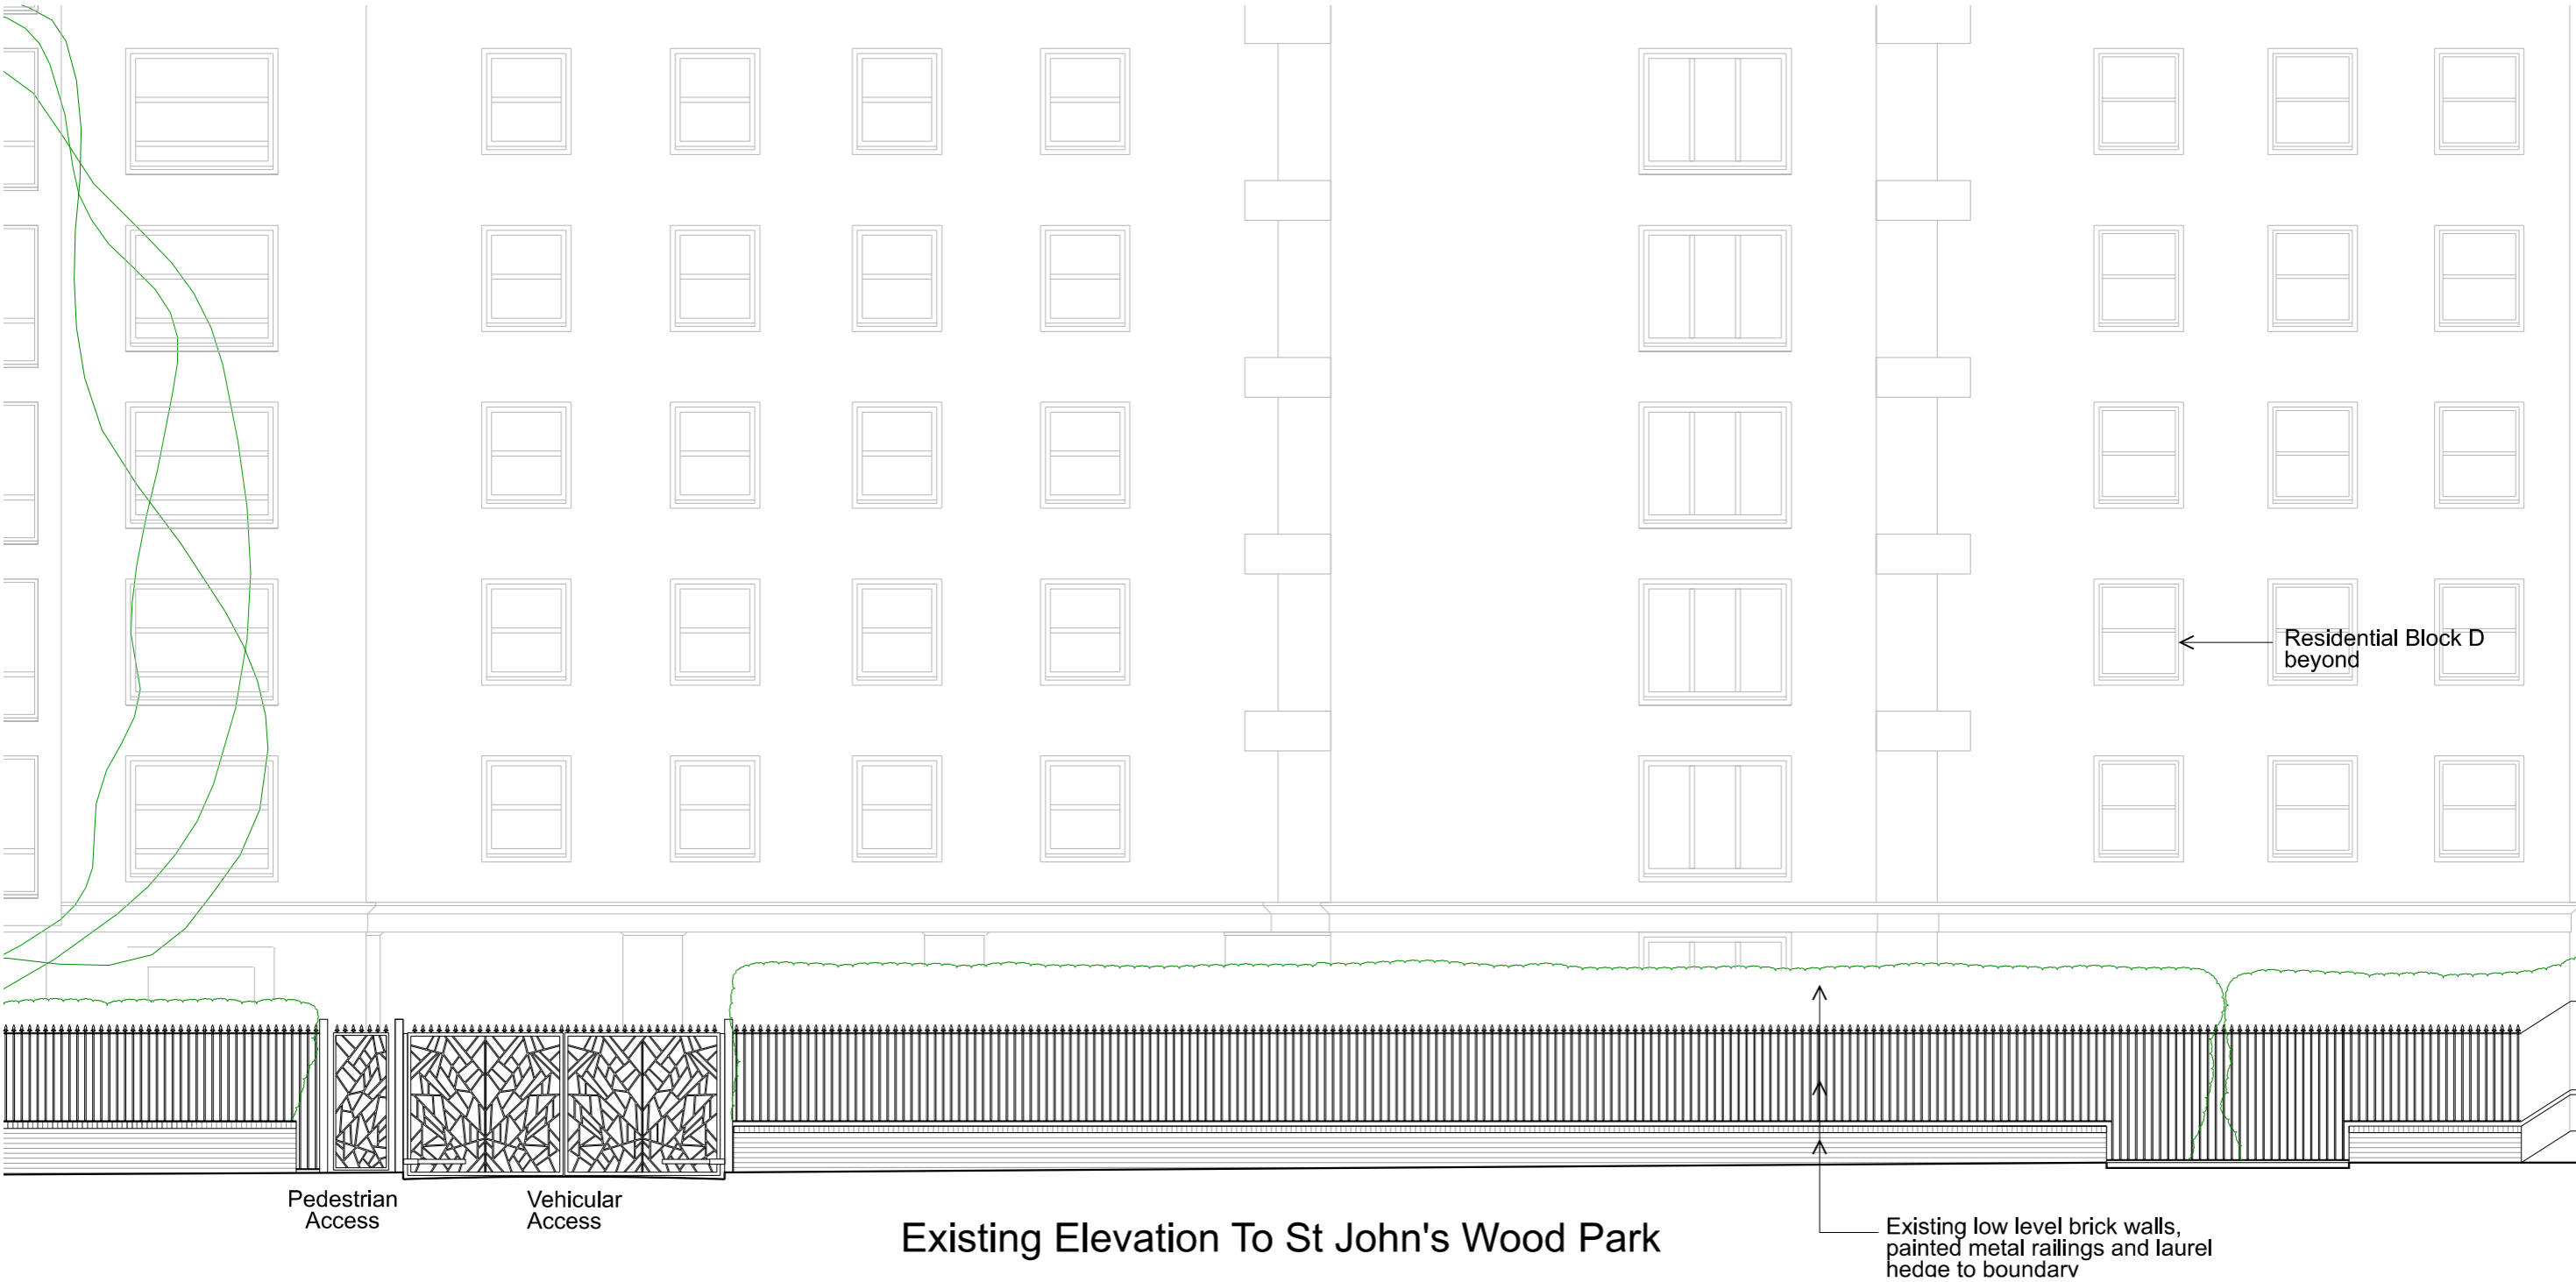 Residential Block D
beyond
Pedestrian
Access
Vehicular
Access
Existing Elevation To St John's Wood Park
Existing low level brick walls,
painted metal railings and laurel
hedge to boundary